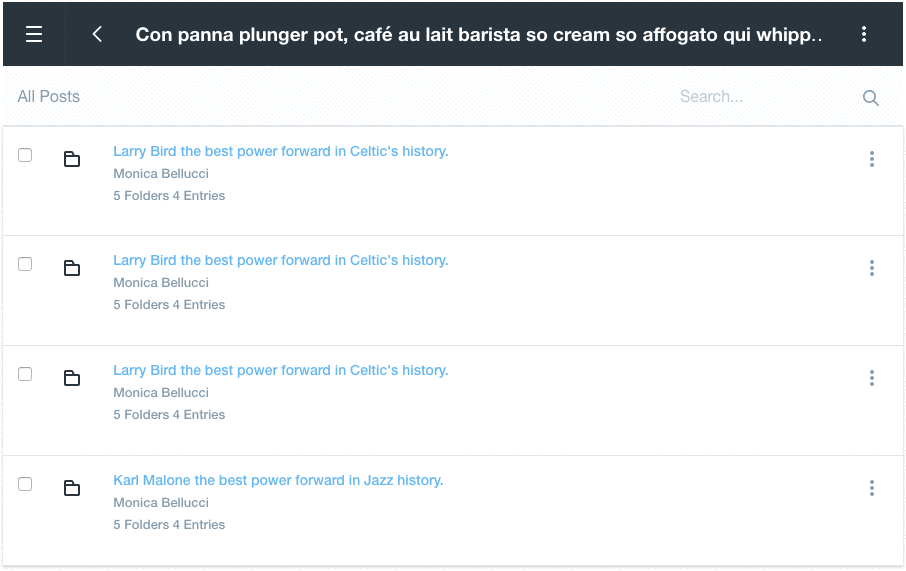 Con panna plunger pot, café au lait barista so cream so affogato qui whipp..
All Posts
Search...
Larry Bird the best power forward in Celtic's history.
Monica Bellucci
5 Folders 4 Entries
Larry Bird the best power forward in Celtic's history.
Monica Bellucci
5 Folders 4 Entries
Larry Bird the best power forward in Celtic's history.
Monica Bellucci
5 Folders 4 Entries
Karl Malone the best power forward in Jazz history.
Monica Bellucci
5 Folders 4 Entries